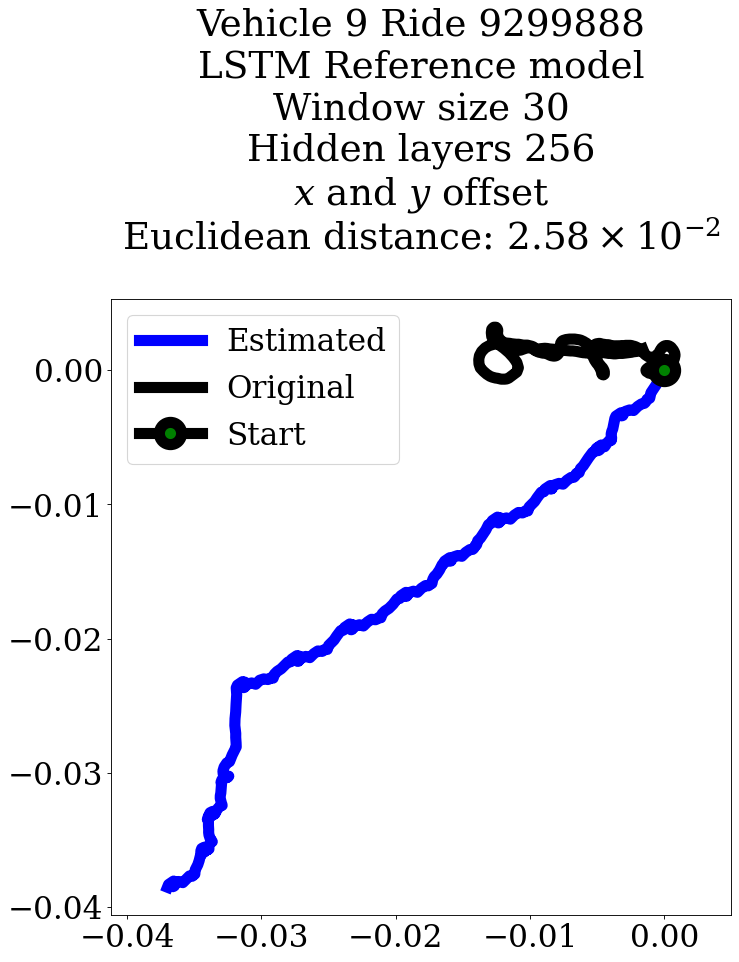 Vehicle 9 Ride 9299888
LSTM Reference model
Window size 30
Hidden layers 256
x and y offset
Euclidean distance: 2.58 × 10⁻²
Estimated
Original
Start
0.00
−0.01
−0.02
−0.03
−0.04
−0.04 −0.03 −0.02 −0.01 0.00